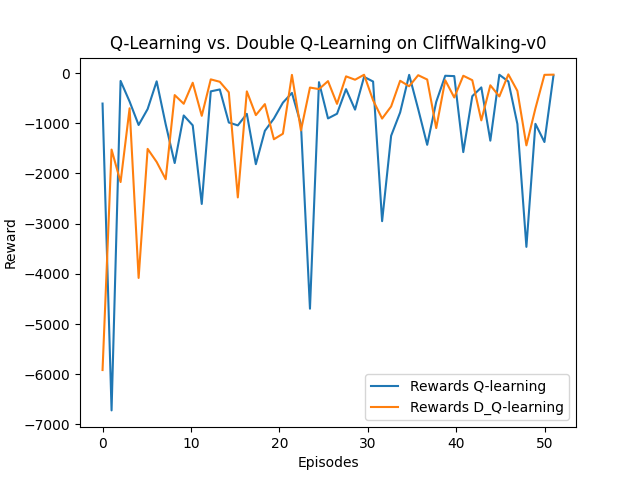 Q-Learning vs. Double Q-Learning on CliffWalking-v0
0
−1000
−2000
−3000
−4000
−5000
−6000
−7000
Reward
0 10 20 30 40 50
Episodes
Rewards Q-learning
Rewards D_Q-learning